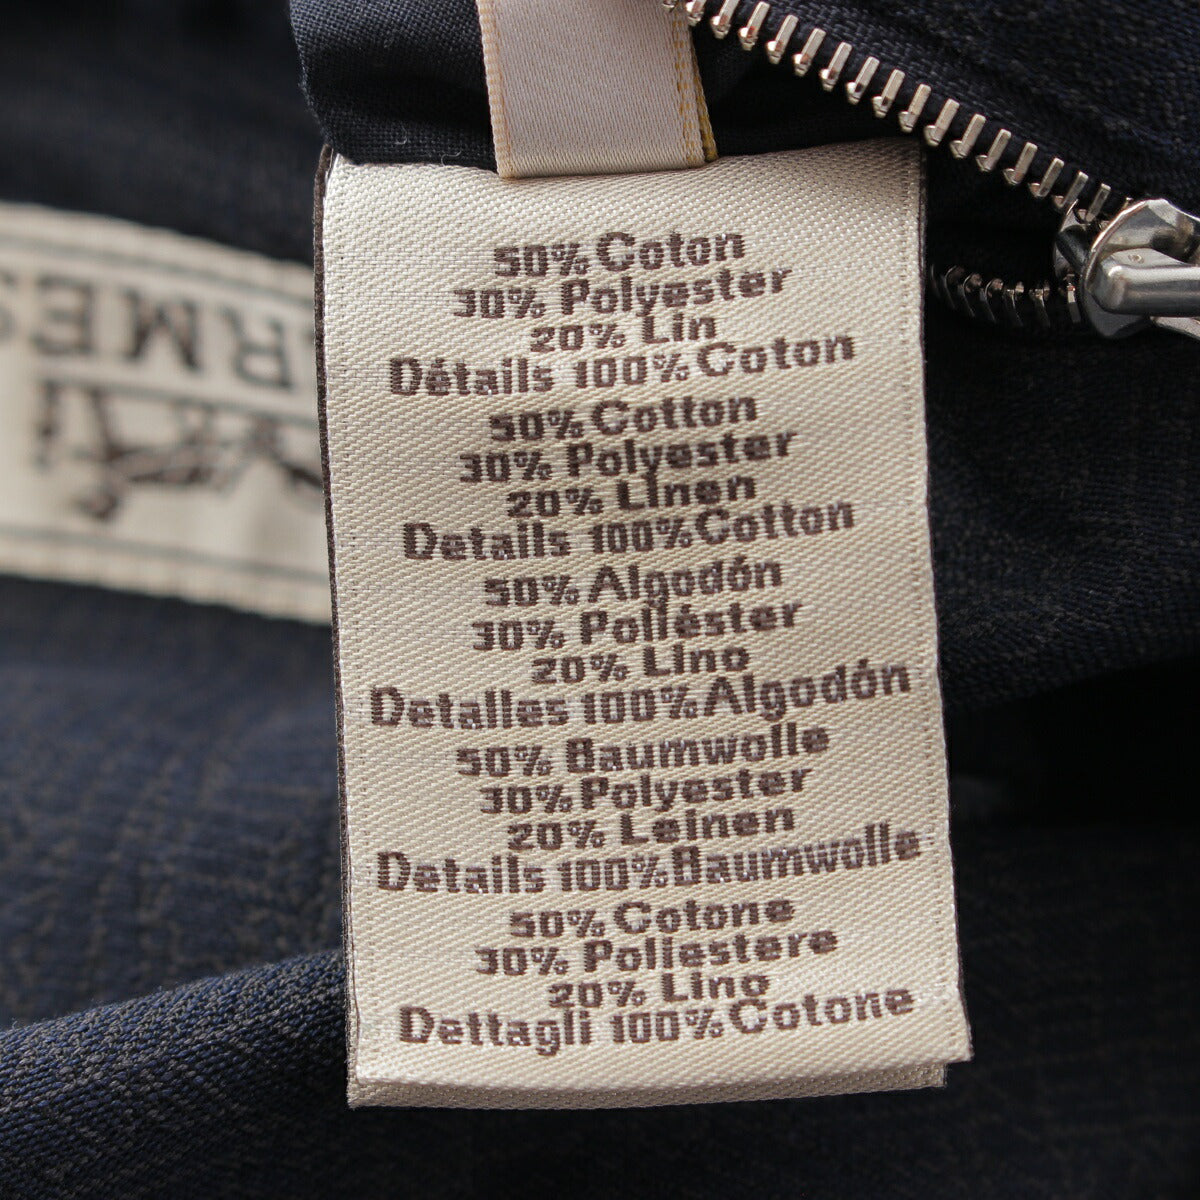 50% Coton
30% Polyester
20% Lin
Détails 100% Coton
50% Cotton
30% Polyester
20% Linen
Details 100% Cotton
50% Algodón
30% Poliéster
20% Lino
Detalles 100% Algodón
50% Baumwolle
30% Polyester
20% Leinen
Details 100% Baumwolle
50% Cotone
30% Poliestere
20% Lino
Dettagli 100% Cotone